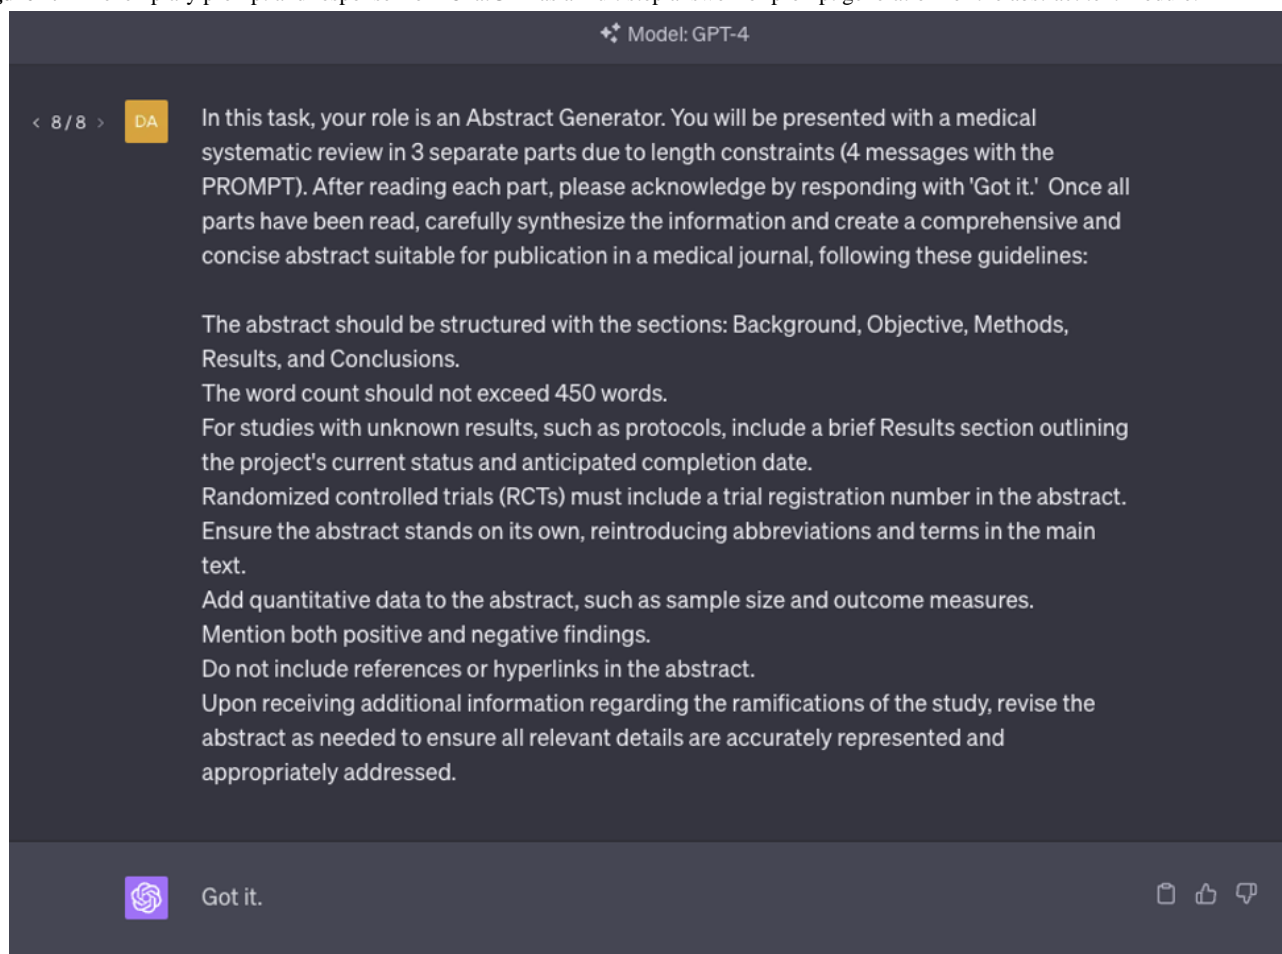 Model: GPT-4
< 8/8 >
DA
In this task, your role is an Abstract Generator. You will be presented with a medical
systematic review in 3 separate parts due to length constraints (4 messages with the
PROMPT). After reading each part, please acknowledge by responding with 'Got it.'  Once all
parts have been read, carefully synthesize the information and create a comprehensive and
concise abstract suitable for publication in a medical journal, following these guidelines:
The abstract should be structured with the sections: Background, Objective, Methods,
Results, and Conclusions.
The word count should not exceed 450 words.
For studies with unknown results, such as protocols, include a brief Results section outlining
the project's current status and anticipated completion date.
Randomized controlled trials (RCTs) must include a trial registration number in the abstract.
Ensure the abstract stands on its own, reintroducing abbreviations and terms in the main
text.
Add quantitative data to the abstract, such as sample size and outcome measures.
Mention both positive and negative findings.
Do not include references or hyperlinks in the abstract.
Upon receiving additional information regarding the ramifications of the study, revise the
abstract as needed to ensure all relevant details are accurately represented and
appropriately addressed.
Got it.